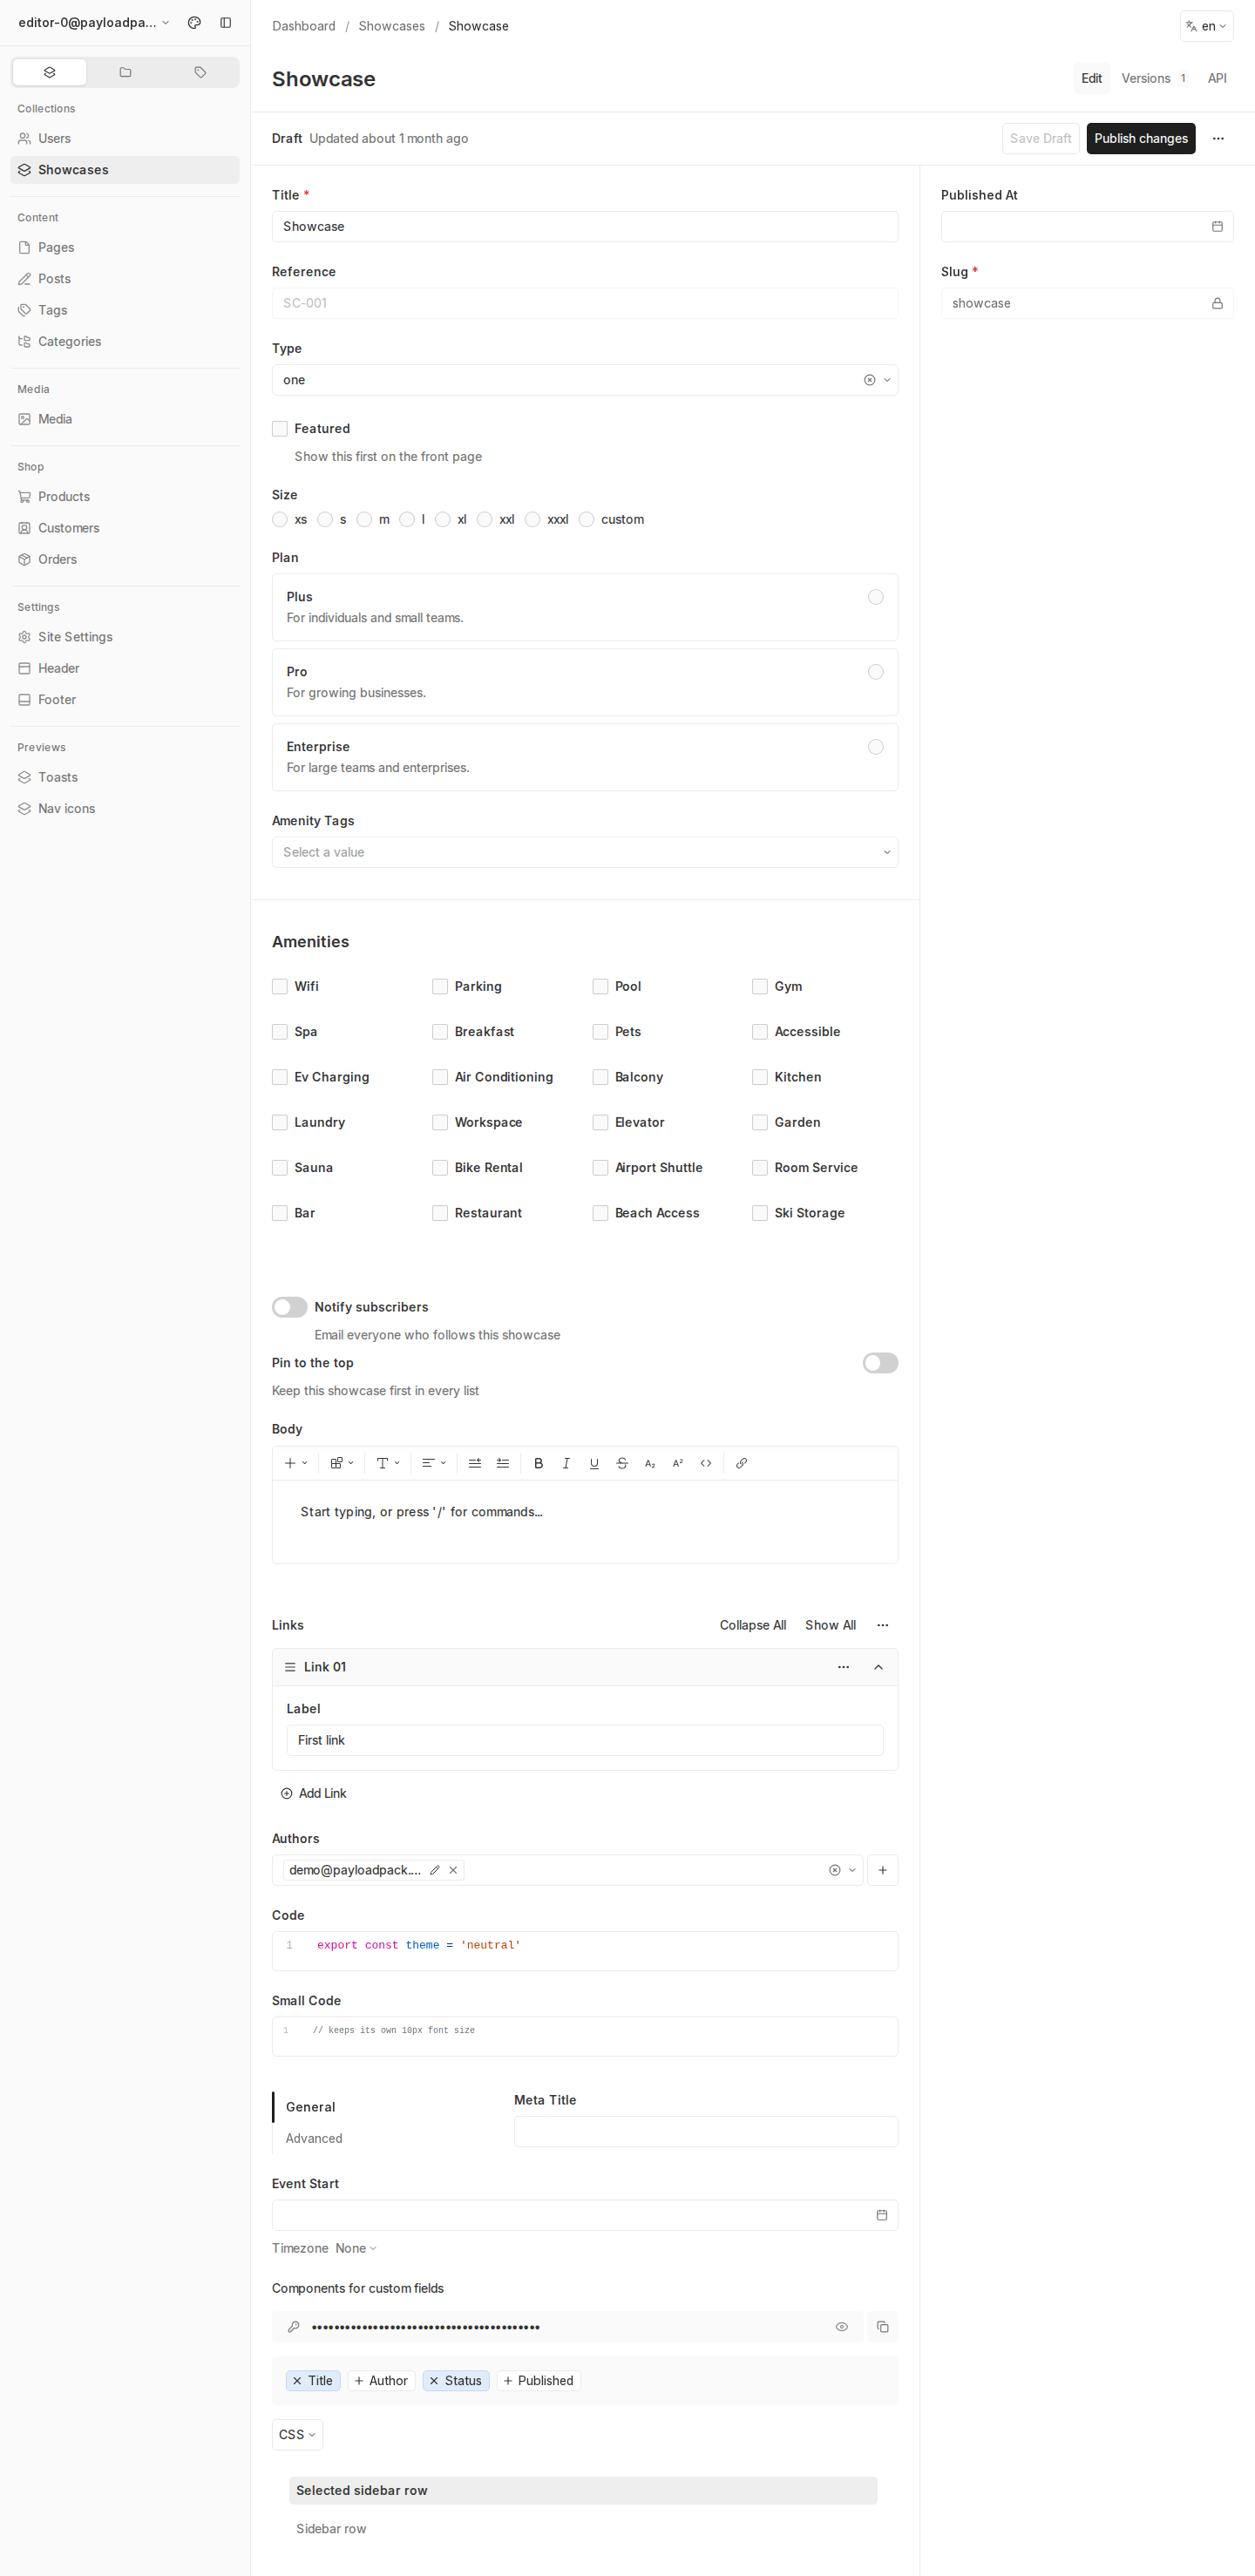 editor-0@payloadpa...
Collections
Users
Showcases
Content
Pages
Posts
Tags
Categories
Media
Media
Shop
Products
Customers
Orders
Settings
Site Settings
Header
Footer
Previews
Toasts
Nav icons
Dashboard / Showcases / Showcase
en
Showcase
Edit Versions 1 API
Draft Updated about 1 month ago
Save Draft Publish changes
Title *
Showcase
Reference
SC-001
Type
one
Featured
Show this first on the front page
Size
xs s m l xl xxl xxxl custom
Plan
Plus
For individuals and small teams.
Pro
For growing businesses.
Enterprise
For large teams and enterprises.
Amenity Tags
Select a value
Amenities
Wifi Parking Pool Gym
Spa Breakfast Pets Accessible
Ev Charging Air Conditioning Balcony Kitchen
Laundry Workspace Elevator Garden
Sauna Bike Rental Airport Shuttle Room Service
Bar Restaurant Beach Access Ski Storage
Notify subscribers
Email everyone who follows this showcase
Pin to the top
Keep this showcase first in every list
Body
Start typing, or press '/' for commands...
Links Collapse All Show All
Link 01
Label
First link
Add Link
Authors
demo@payloadpack....
Code
1 export const theme = 'neutral'
Small Code
1 // keeps its own 10px font size
General
Advanced
Meta Title
Event Start
Timezone None
Components for custom fields
Title Author Status Published
CSS
Selected sidebar row
Sidebar row
Published At
Slug *
showcase